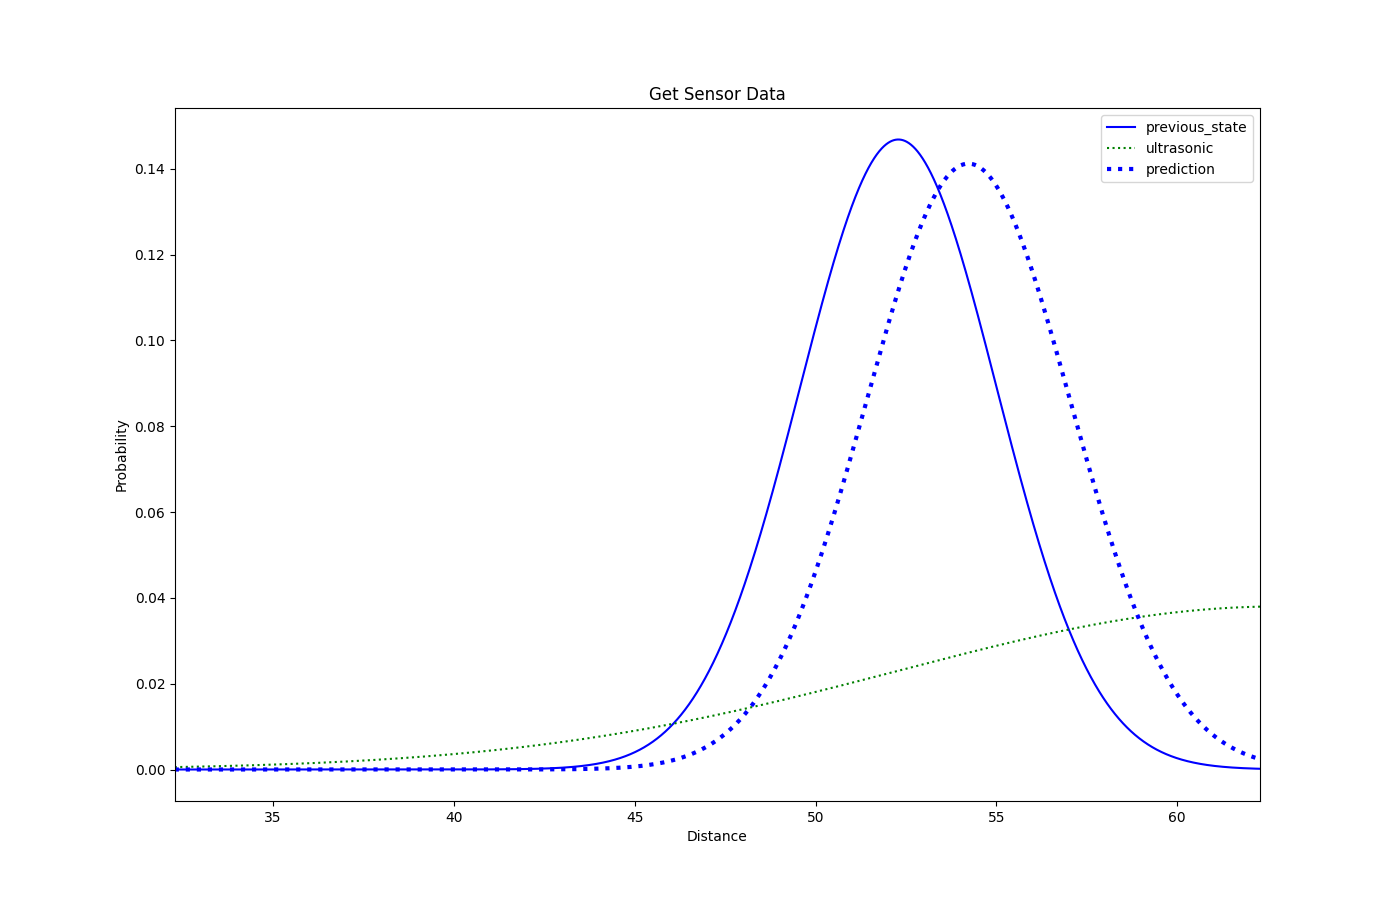 Get Sensor Data
previous_state
ultrasonic
prediction
0.14
0.12
0.10
0.08
0.06
0.04
0.02
0.00
Probability
35 40 45 50 55 60
Distance